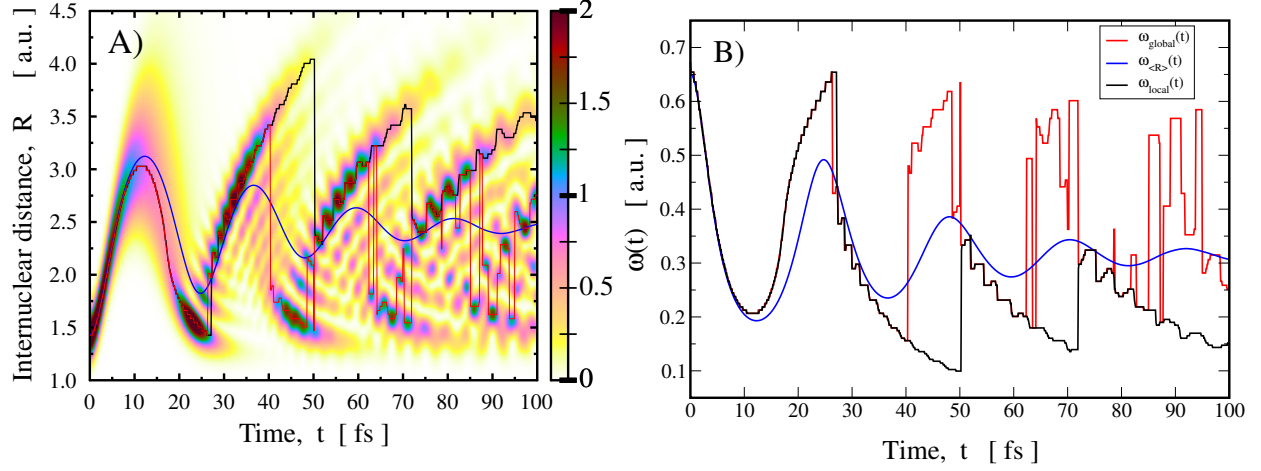 A)
Internuclear distance, R [ a.u. ]
4.5
4.0
3.5
3.0
2.5
2.0
1.5
1.0
0 10 20 30 40 50 60 70 80 90 100
Time, t [ fs ]
2
1.5
1
0.5
0
B)
ω(t) [ a.u. ]
0.7
0.6
0.5
0.4
0.3
0.2
0.1
0 10 20 30 40 50 60 70 80 90 100
Time, t [ fs ]
ω_global(t)
ω_<R>(t)
ω_local(t)